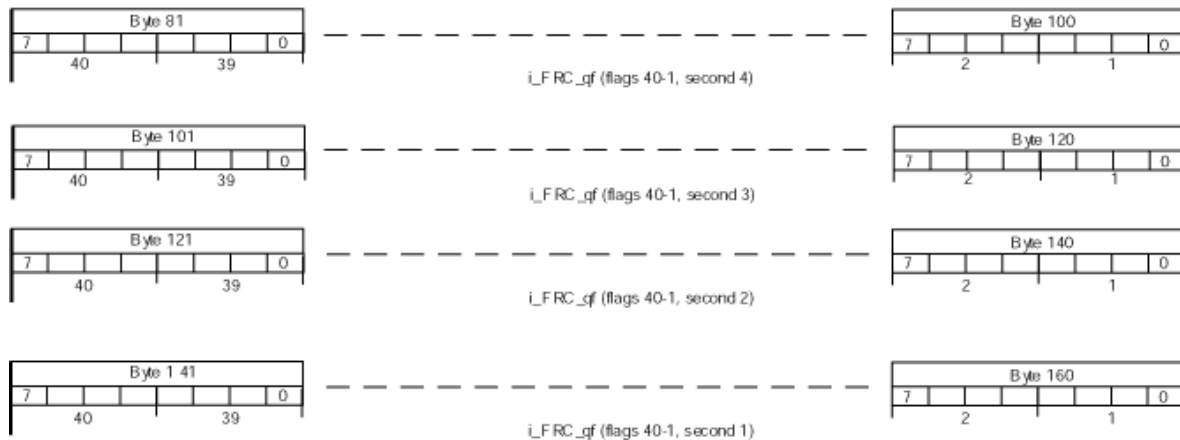 Byte 81 Byte 100
7 0 7 0
40 39 2 1
i_FRC_qf (flags 40-1, second 4)
Byte 101 Byte 120
7 0 7 0
40 39 2 1
i_FRC_qf (flags 40-1, second 3)
Byte 121 Byte 140
7 0 7 0
40 39 2 1
i_FRC_qf (flags 40-1, second 2)
Byte 1 41 Byte 160
7 0 7 0
40 39 2 1
i_FRC_qf (flags 40-1, second 1)